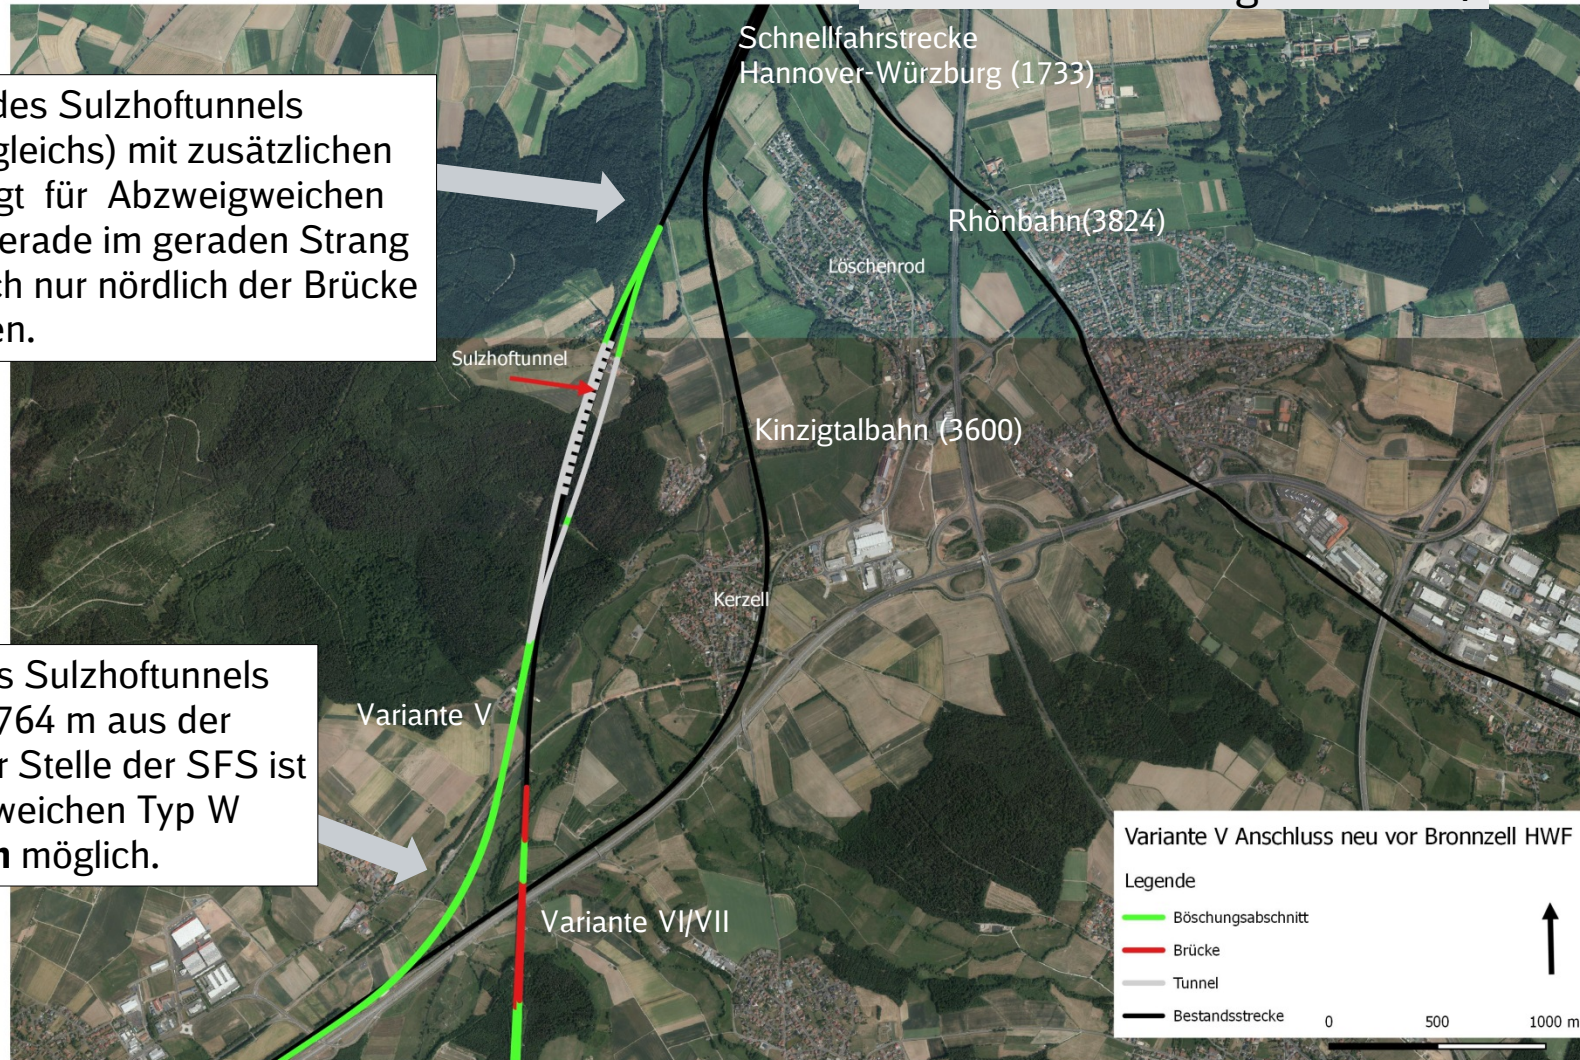 Schnellfahrstrecke
Hannover-Würzburg (1733)
des Sulzhoftunnels
gleichs) mit zusätzlichen
gt für Abzweigweichen
erade im geraden Strang
ch nur nördlich der Brücke
en.
Rhönbahn(3824)
Löschenrod
Sulzhoftunnel
Kinzigtalbahn (3600)
Kerzell
s Sulzhoftunnels
764 m aus der
r Stelle der SFS ist
weichen Typ W
n möglich.
Variante V
Variante VI/VII
Variante V Anschluss neu vor Bronnzell HWF
Legende
Böschungsabschnitt
Brücke
Tunnel
Bestandsstrecke
0 500 1000 m